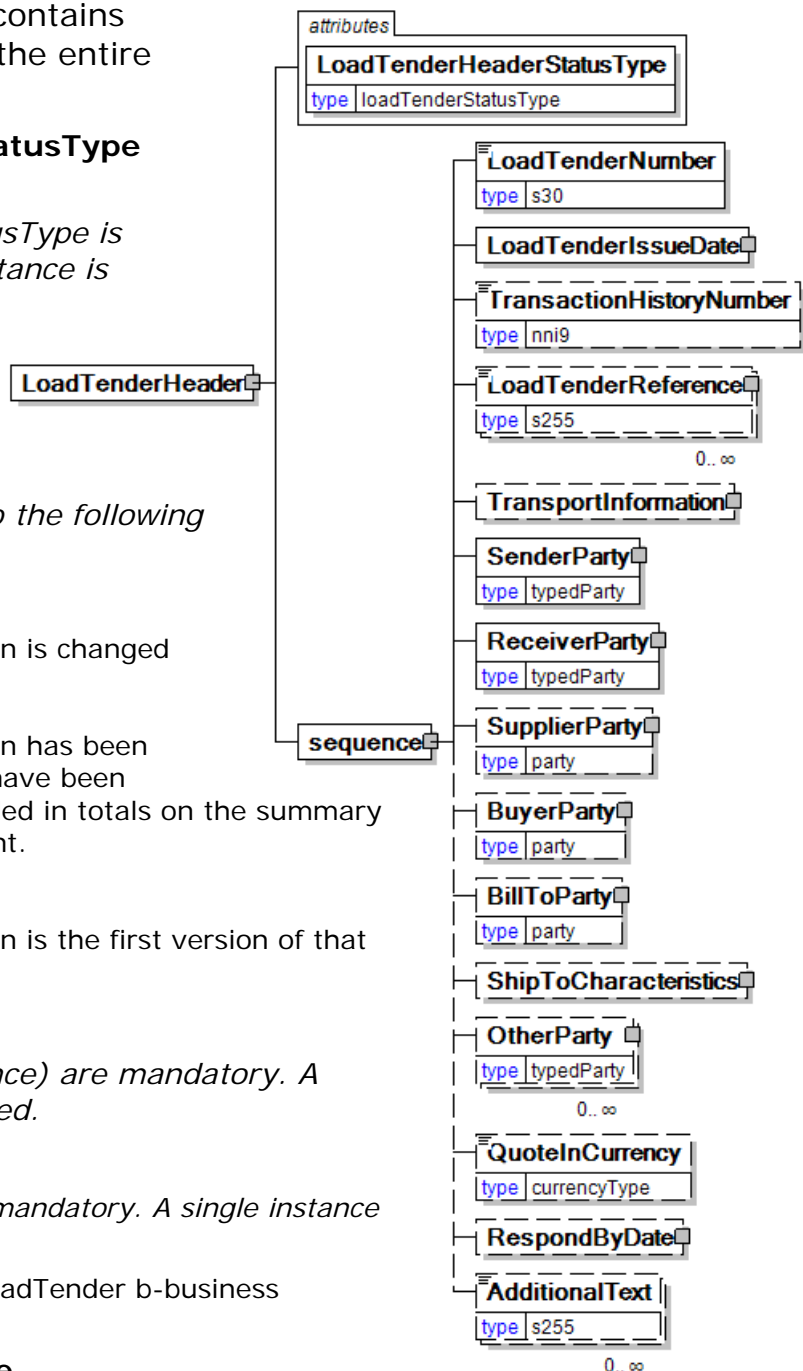 contains
the entire
atusType
usType is
tance is
o the following
n is changed
n has been
have been
ed in totals on the summary
nt.
n is the first version of that
nce) are mandatory. A
ed.
mandatory. A single instance
adTender b-business
attributes
LoadTenderHeaderStatusType
type loadTenderStatusType
LoadTenderHeader
sequence
LoadTenderNumber
type s30
LoadTenderIssueDate
TransactionHistoryNumber
type nni9
LoadTenderReference
type s255
0..∞
TransportInformation
SenderParty
type typedParty
ReceiverParty
type typedParty
SupplierParty
type party
BuyerParty
type party
BillToParty
type party
ShipToCharacteristics
OtherParty
type typedParty
0..∞
QuoteInCurrency
type currencyType
RespondByDate
AdditionalText
type s255
0..∞